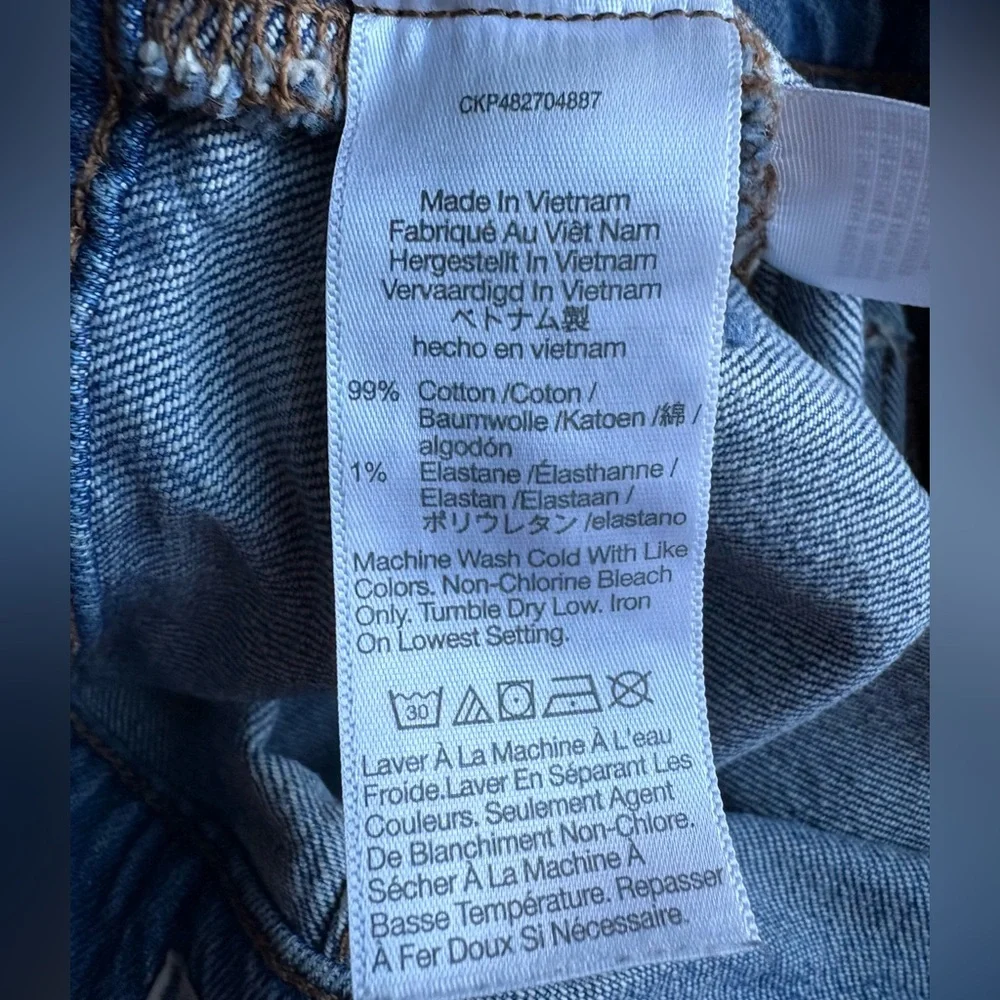 CKP482704887
Made In Vietnam
Fabriqué Au Viêt Nam
Hergestellt In Vietnam
Vervaardigd In Vietnam
ベトナム製
hecho en vietnam
99% Cotton /Coton /
Baumwolle /Katoen /綿 /
algodón
1% Elastane /Élasthanne /
Elastan /Elastaan /
ポリウレタン /elastano
Machine Wash Cold With Like
Colors. Non-Chlorine Bleach
Only. Tumble Dry Low. Iron
On Lowest Setting.
30
Laver À La Machine À L'eau
Froide.Laver En Séparant Les
Couleurs. Seulement Agent
De Blanchiment Non-Chlore.
Sécher À La Machine À
Basse Température. Repasser
À Fer Doux Si Nécessaire.